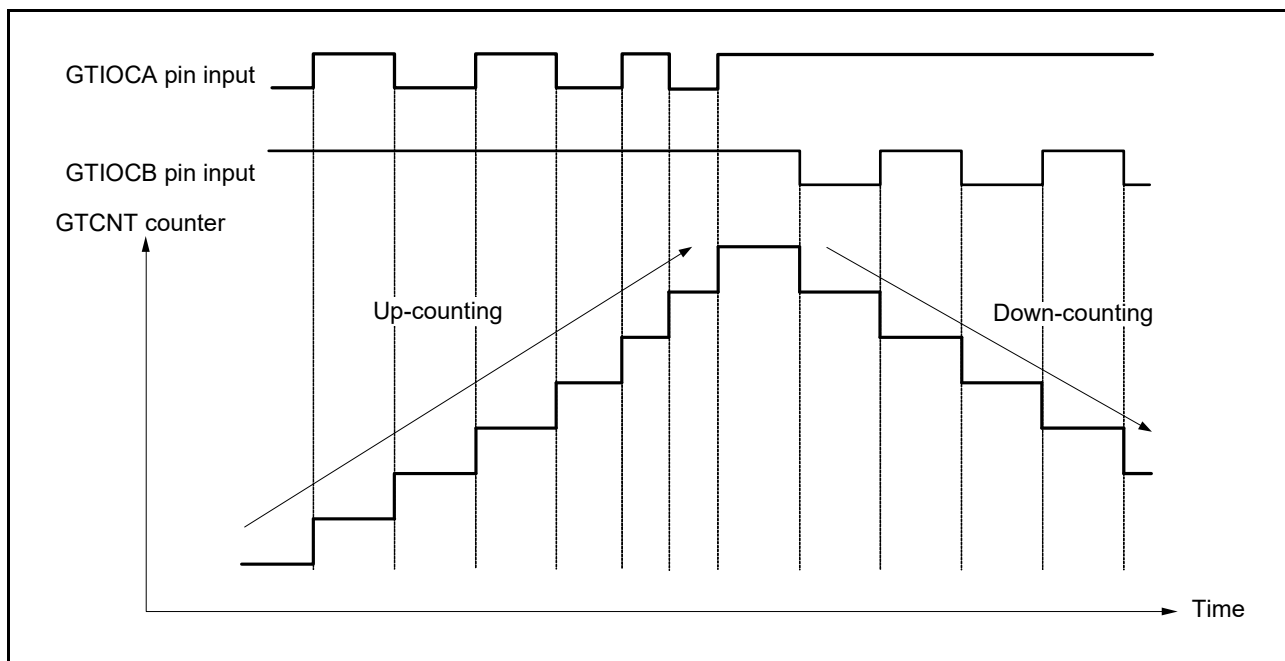 GTIOCA pin input
GTIOCB pin input
GTCNT counter
Up-counting
Down-counting
Time